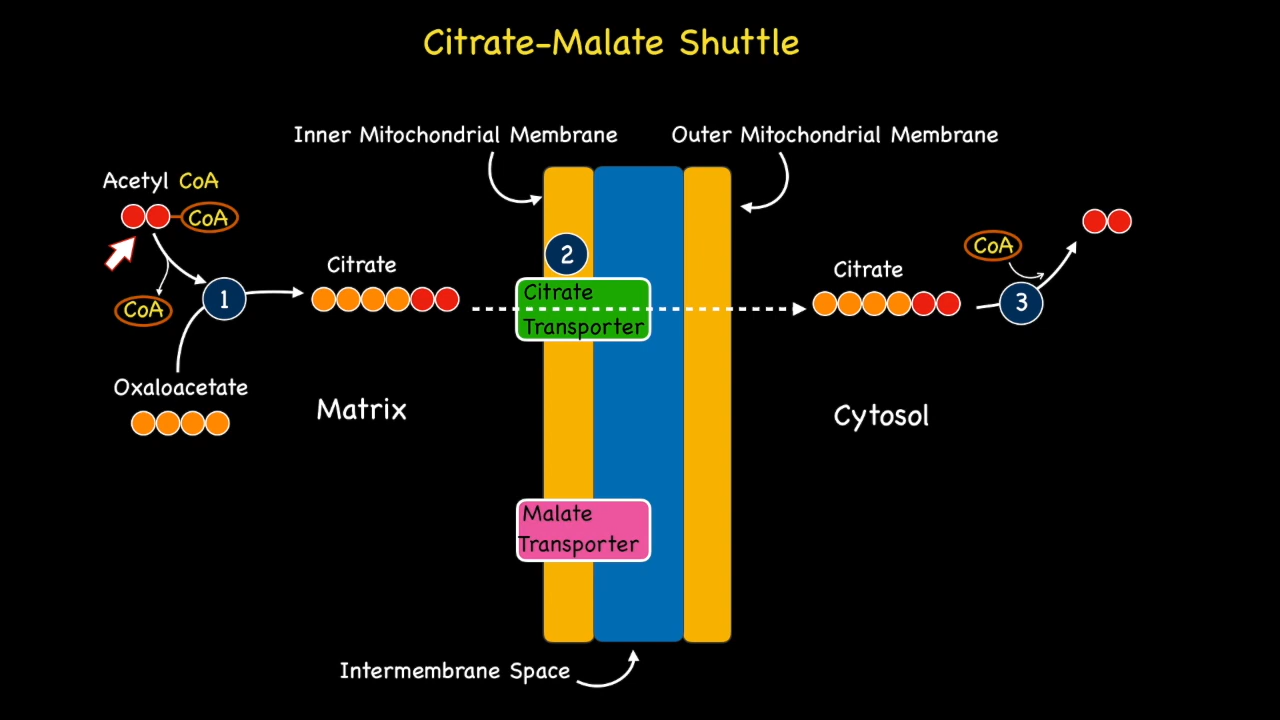 Citrate-Malate Shuttle
Inner Mitochondrial Membrane
Outer Mitochondrial Membrane
Acetyl CoA
CoA
CoA
1
Oxaloacetate
Citrate
Matrix
2
Citrate
Transporter
Malate
Transporter
Intermembrane Space
Citrate
CoA
3
Cytosol